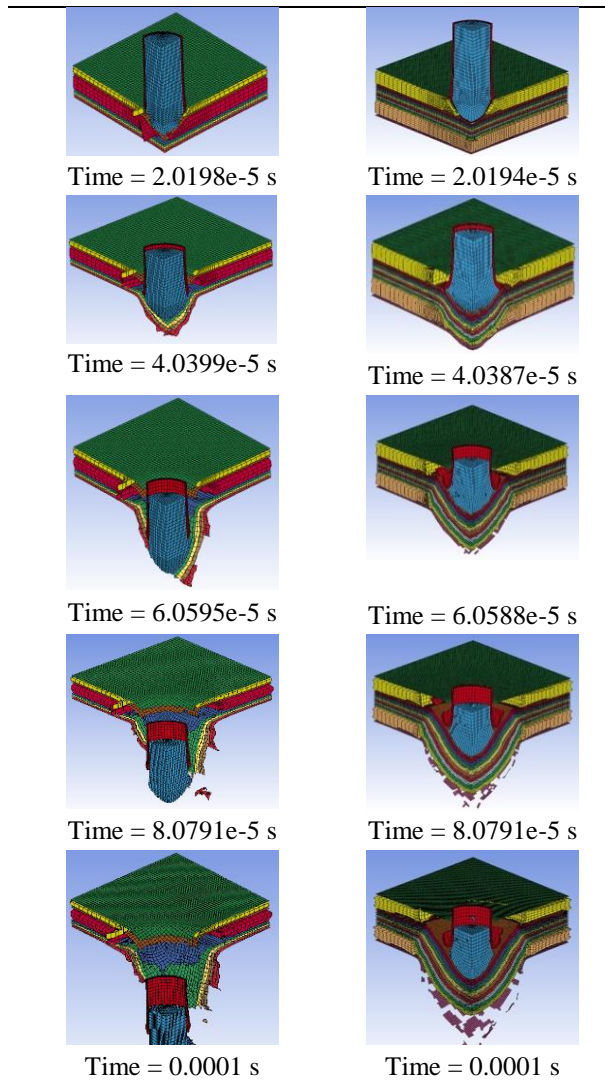 Time = 2.0198e-5 s
Time = 2.0194e-5 s
Time = 4.0399e-5 s
Time = 4.0387e-5 s
Time = 6.0595e-5 s
Time = 6.0588e-5 s
Time = 8.0791e-5 s
Time = 8.0791e-5 s
Time = 0.0001 s
Time = 0.0001 s